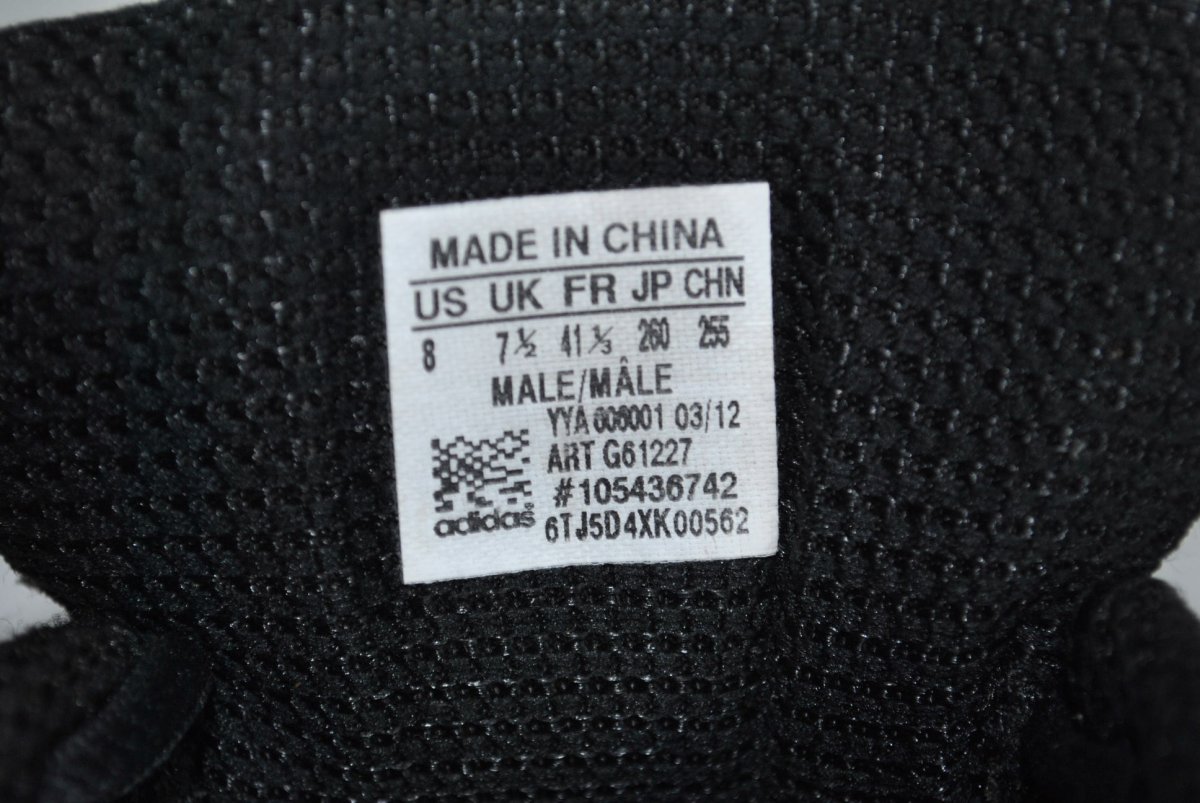 MADE IN CHINA
US UK FR JP CHN
8 7½ 41⅓ 260 255
MALE/MÂLE
YYA 606001 03/12
ART G61227
#105436742
adidas 6TJ5D4XK00562